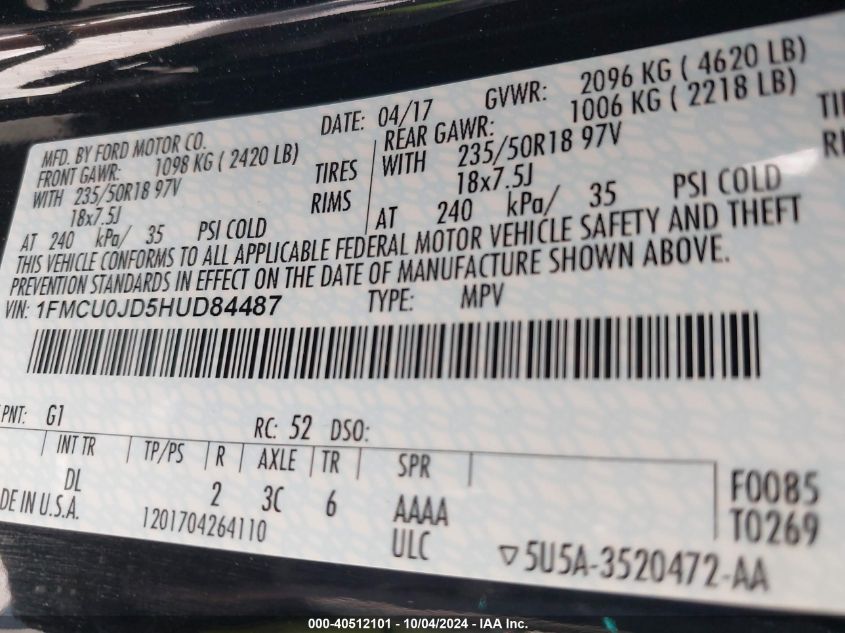 MFD. BY FORD MOTOR CO. DATE: 04/17 GVWR: 2096 KG ( 4620 LB)
FRONT GAWR: 1098 KG ( 2420 LB) REAR GAWR: 1006 KG ( 2218 LB)
WITH 235/50R18 97V TIRES WITH 235/50R18 97V
18x7.5J RIMS 18x7.5J
AT 240 kPa/ 35 PSI COLD AT 240 kPa/ 35 PSI COLD
THIS VEHICLE CONFORMS TO ALL APPLICABLE FEDERAL MOTOR VEHICLE SAFETY AND THEFT
PREVENTION STANDARDS IN EFFECT ON THE DATE OF MANUFACTURE SHOWN ABOVE.
VIN: 1FMCU0JD5HUD84487 TYPE: MPV
PNT: G1 RC: 52 DSO:
INT TR TP/PS R AXLE TR SPR
DL 2 3C 6 AAAA F0085
DE IN U.S.A. 1201704264110 ULC T0269
▽5U5A-3520472-AA
000-40512101 - 10/04/2024 - IAA Inc.